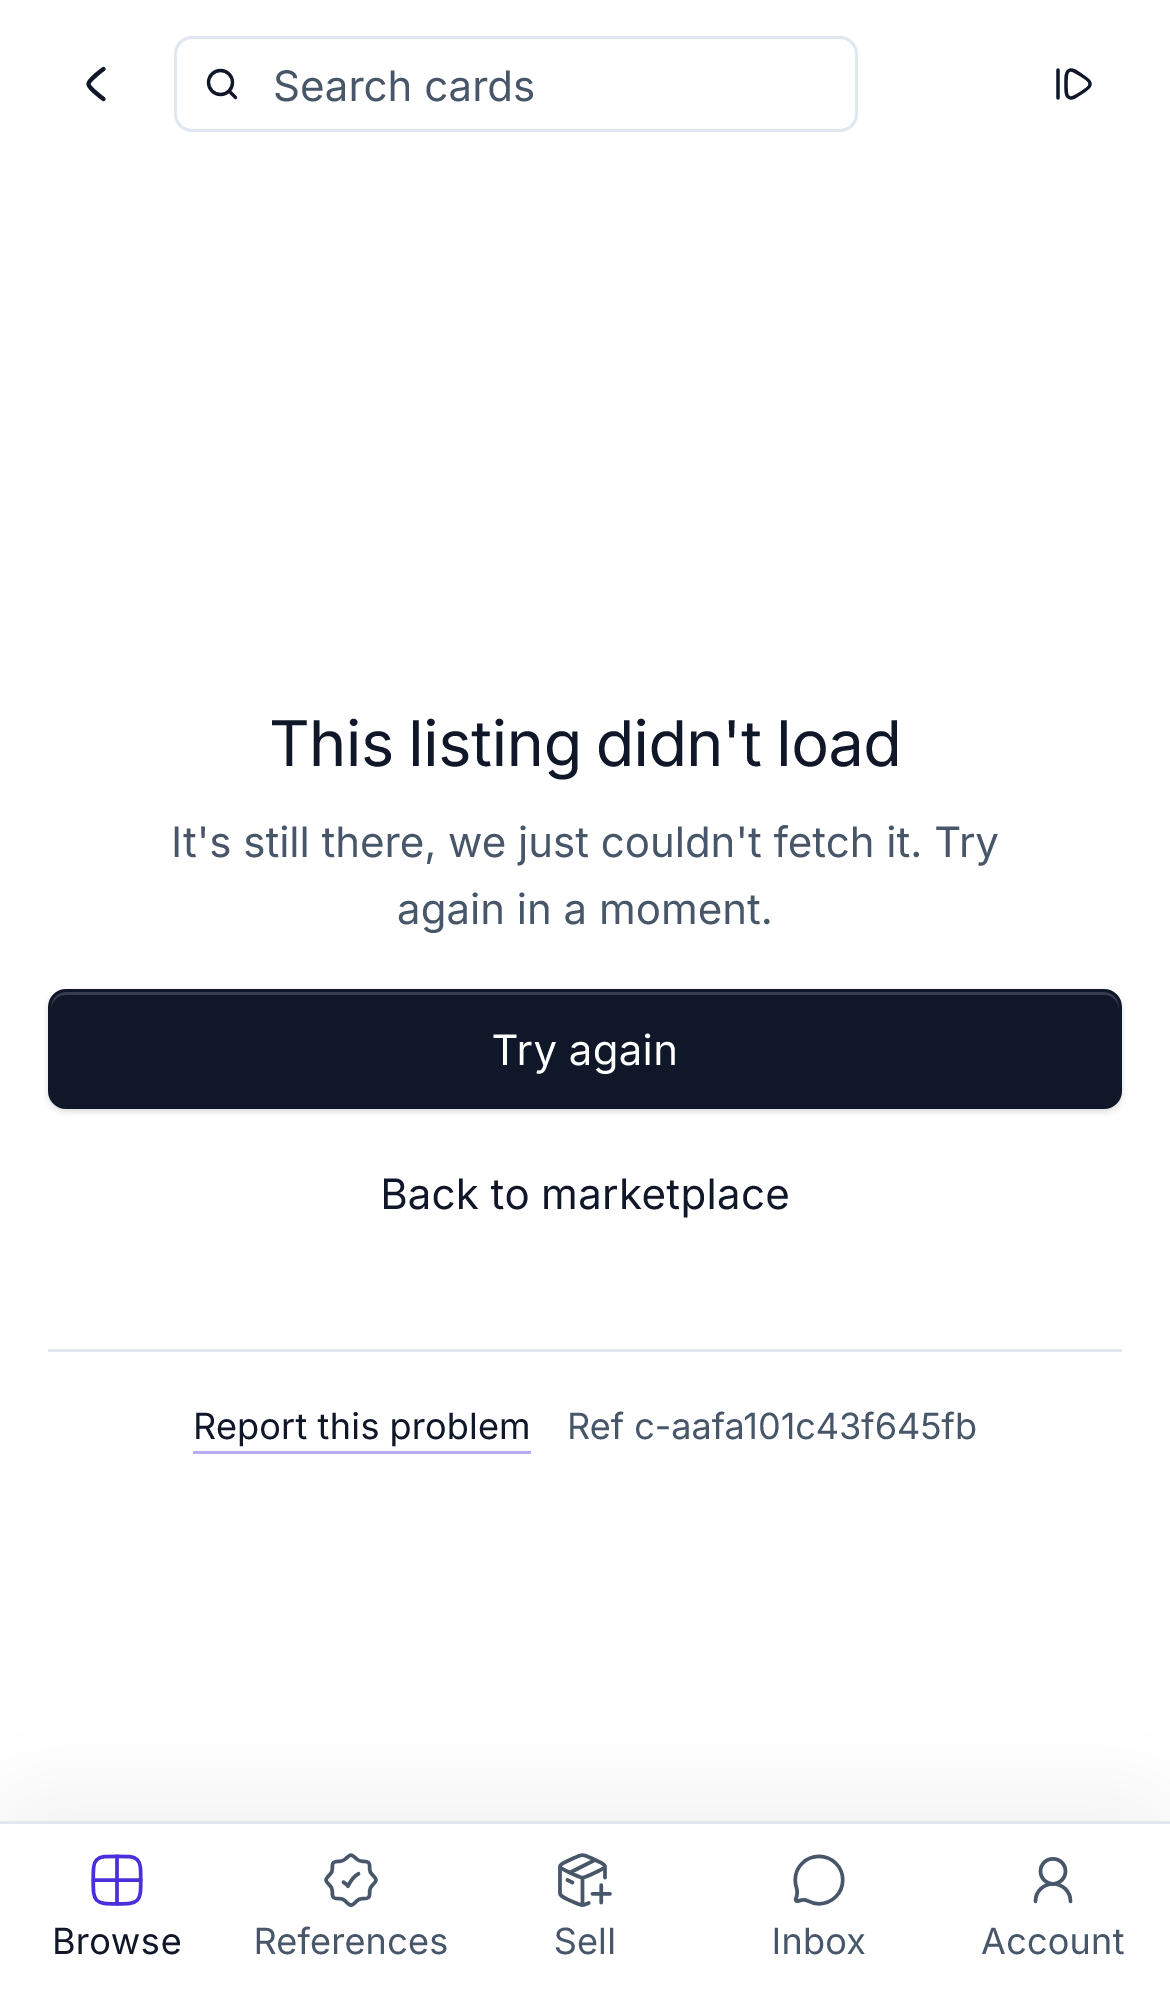 Search cards
This listing didn't load
It's still there, we just couldn't fetch it. Try
again in a moment.
Try again
Back to marketplace
Report this problem Ref c-aafa101c43f645fb
Browse References Sell Inbox Account